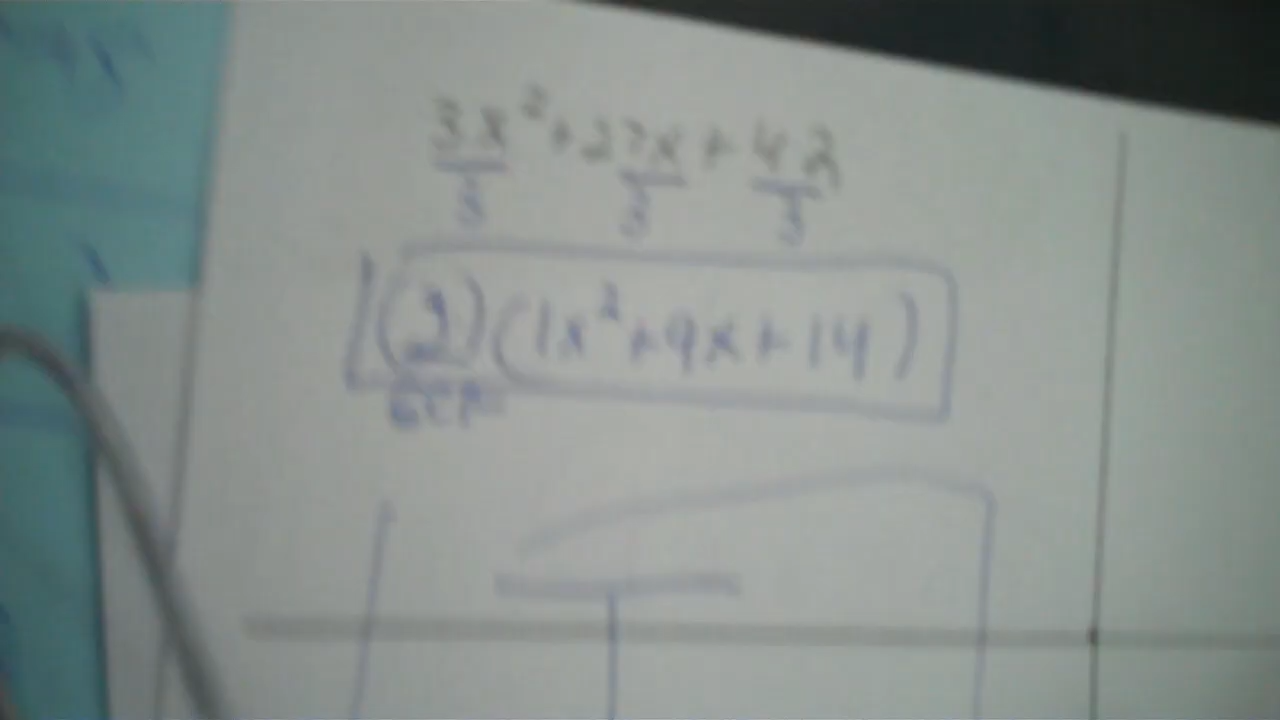 3x² + 27x + 42
3 3 3
(3)(1x² + 9x + 14)
GCF